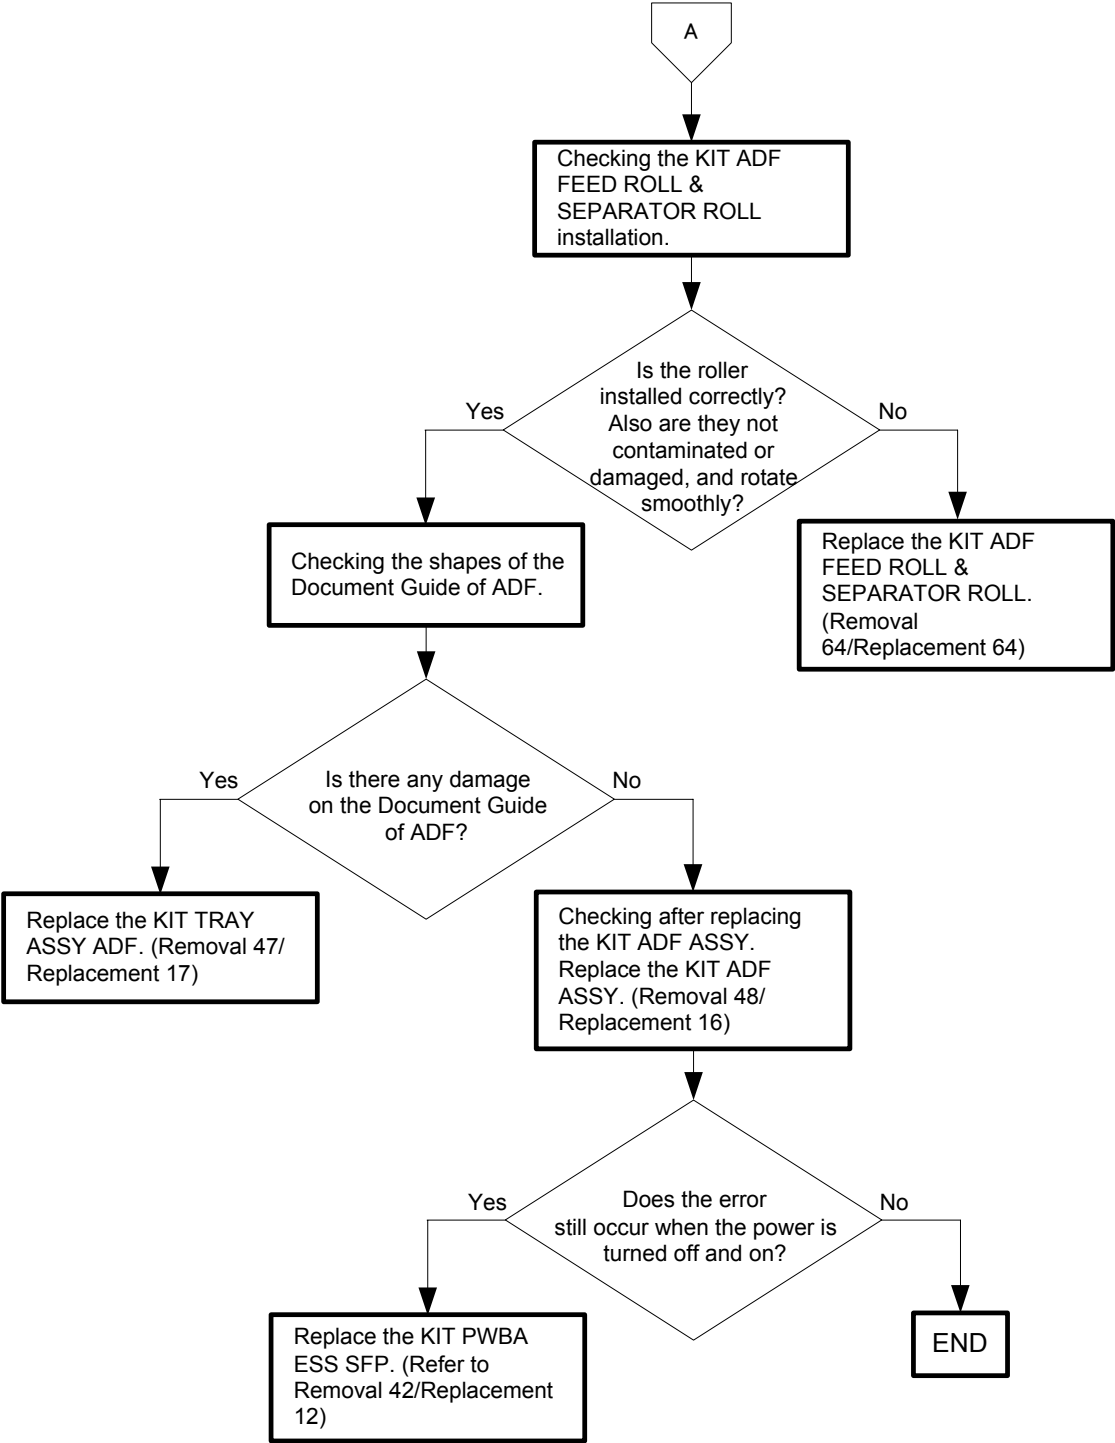 A
Checking the KIT ADF
FEED ROLL &
SEPARATOR ROLL
installation.
Is the roller
installed correctly?
Also are they not
contaminated or
damaged, and rotate
smoothly?
Yes
No
Checking the shapes of the
Document Guide of ADF.
Replace the KIT ADF
FEED ROLL &
SEPARATOR ROLL.
(Removal
64/Replacement 64)
Is there any damage
on the Document Guide
of ADF?
Yes
No
Replace the KIT TRAY
ASSY ADF. (Removal 47/
Replacement 17)
Checking after replacing
the KIT ADF ASSY.
Replace the KIT ADF
ASSY. (Removal 48/
Replacement 16)
Does the error
still occur when the power is
turned off and on?
Yes
No
Replace the KIT PWBA
ESS SFP. (Refer to
Removal 42/Replacement
12)
END